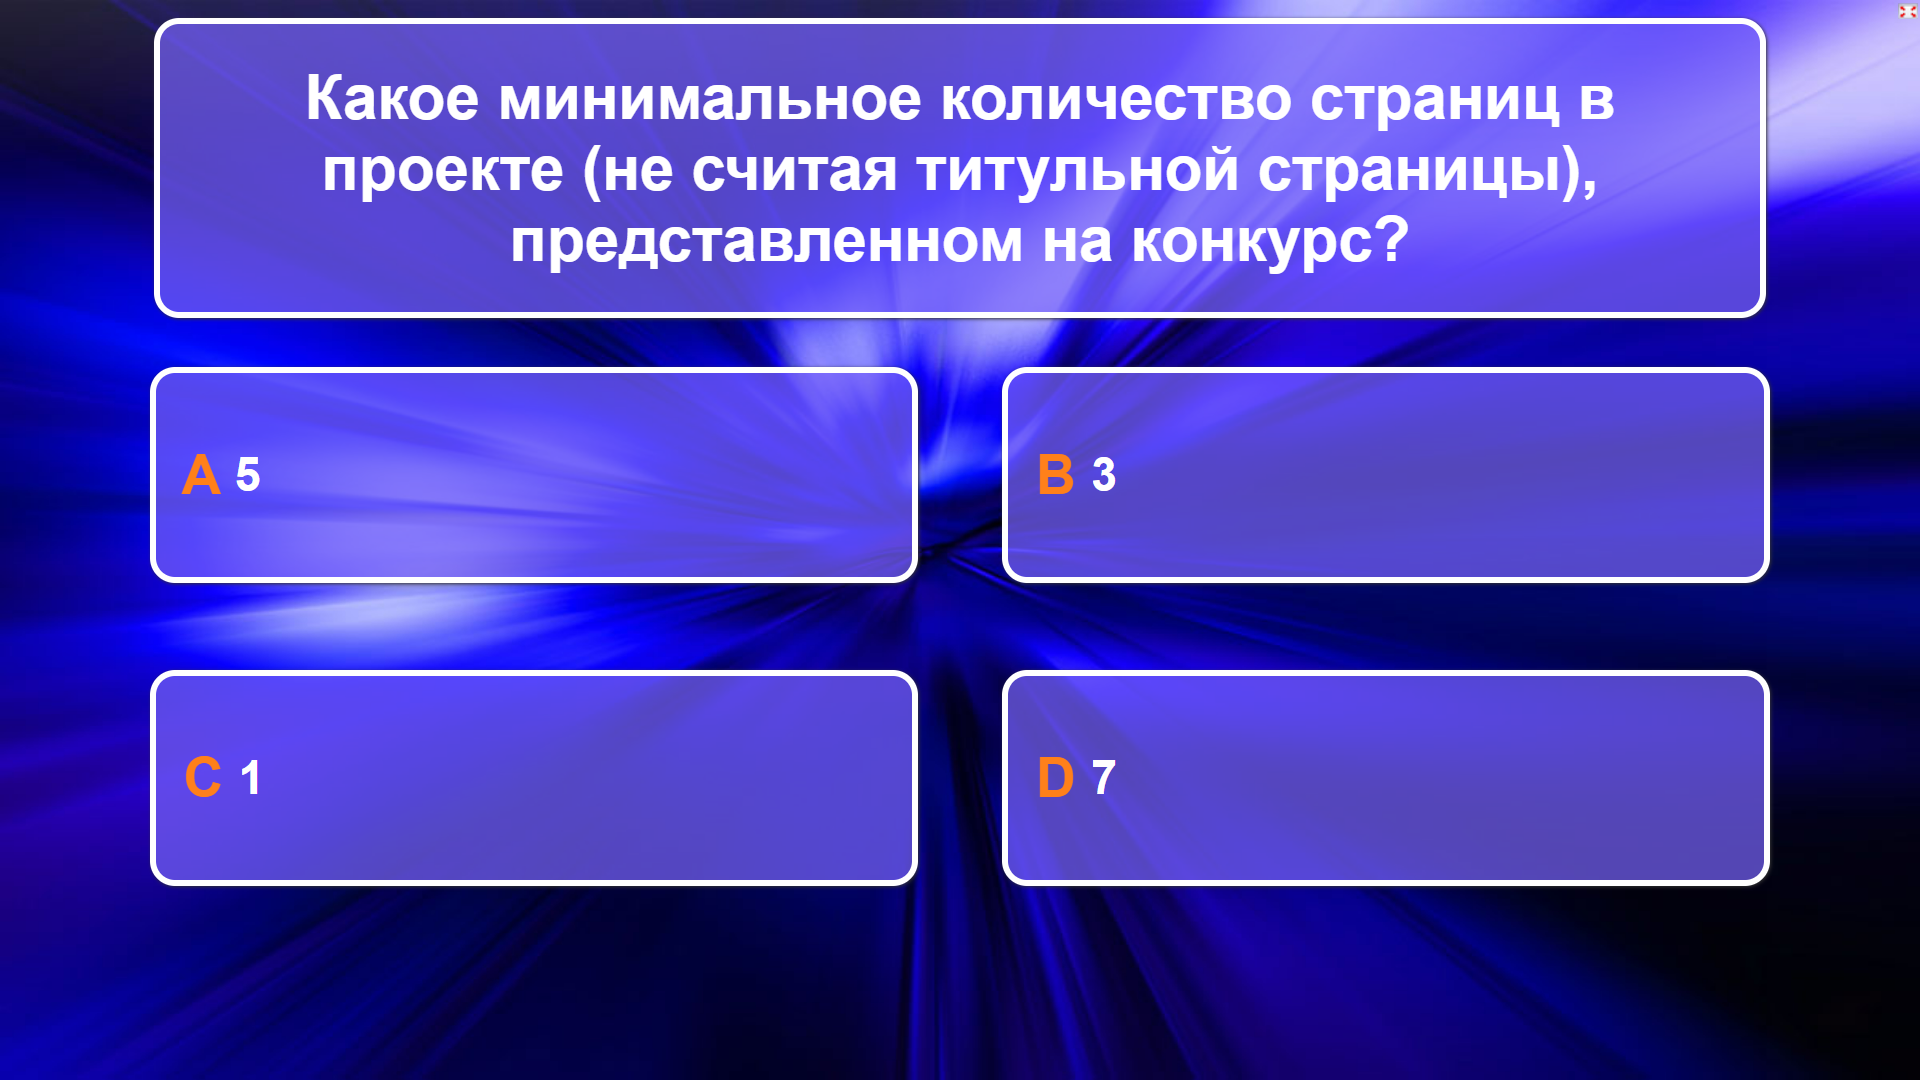 Какое минимальное количество страниц в
проекте (не считая титульной страницы),
представленном на конкурс?
A 5
B 3
C 1
D 7